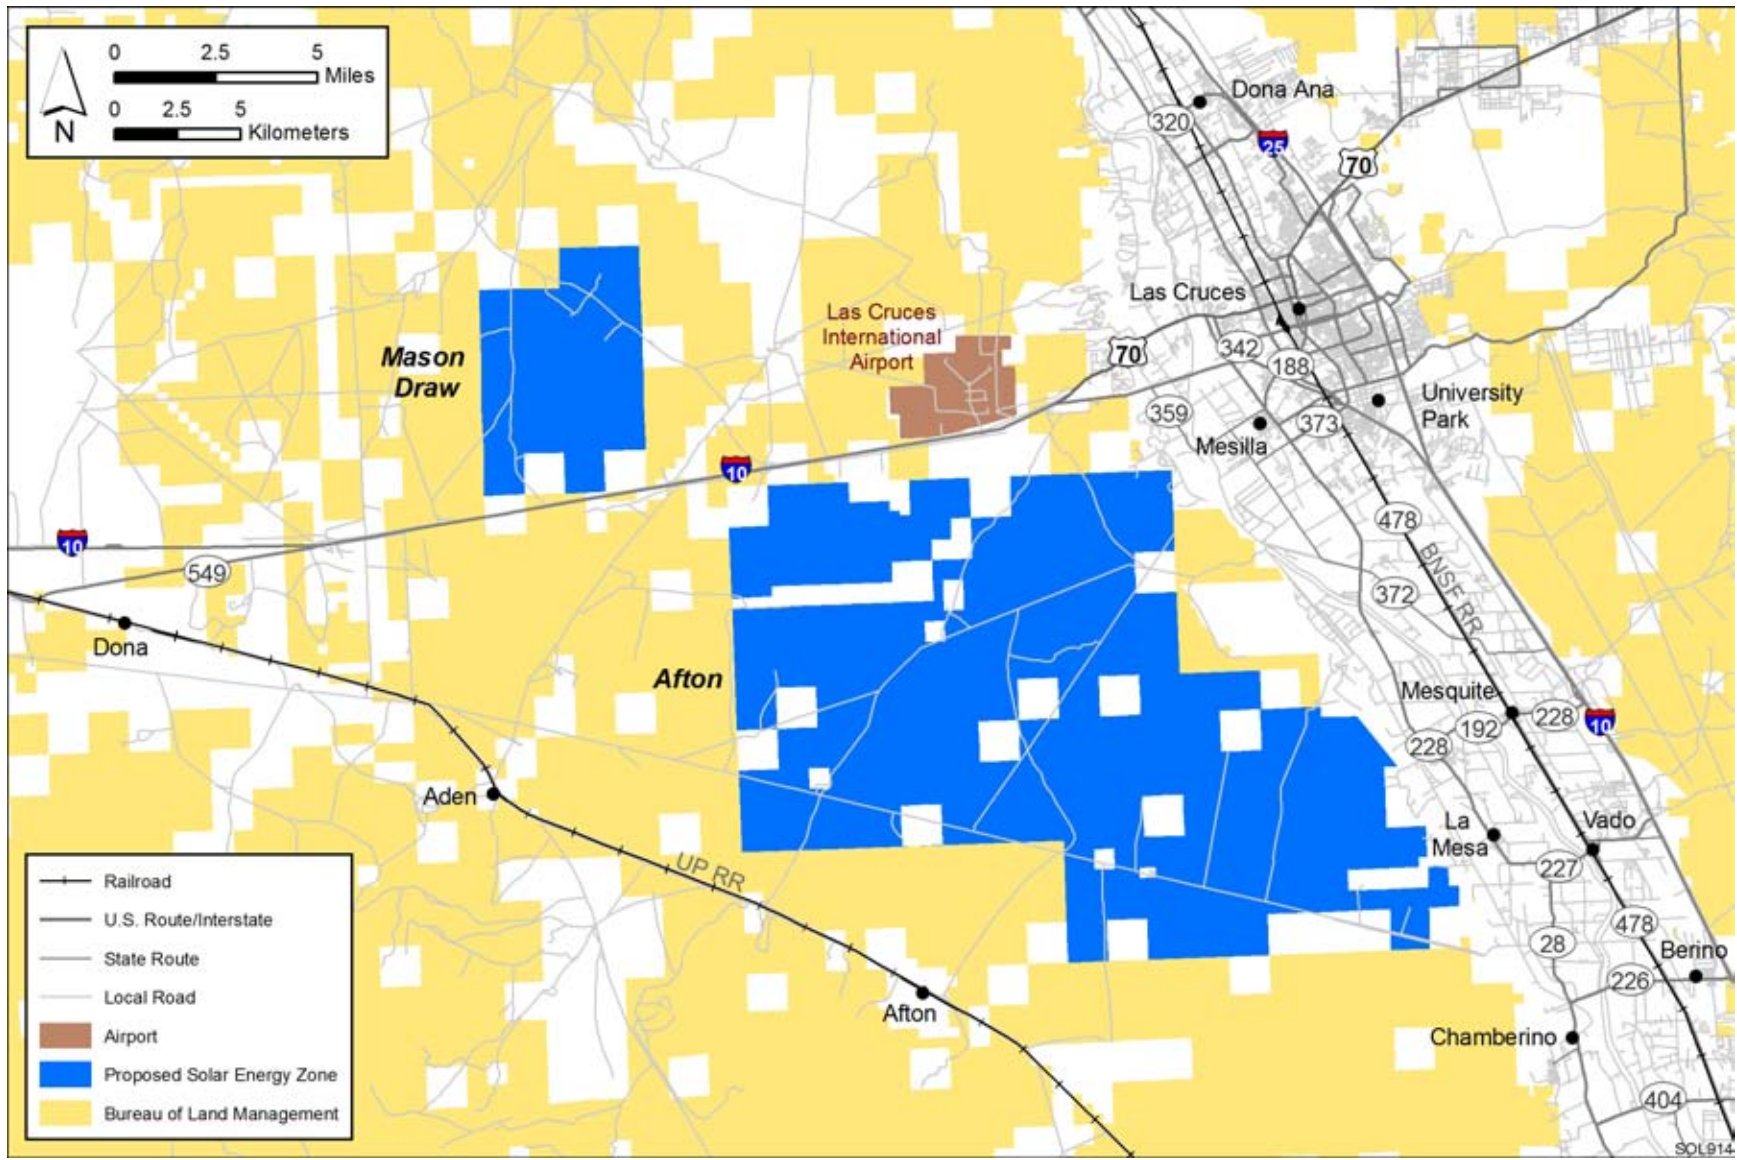 0 2.5 5
Miles
0 2.5 5
Kilometers
N
Dona Ana
320
25
70
Las Cruces
International
Airport
Las Cruces
Mason
Draw
70
342
188
University
Park
359
373
Mesilla
10
478
10
549
BNSF RR
372
Dona
Afton
Mesquite
192
228
10
228
Aden
La
Mesa
Vado
UP RR
227
478
28
Berino
226
Afton
Chamberino
404
Railroad
U.S. Route/Interstate
State Route
Local Road
Airport
Proposed Solar Energy Zone
Bureau of Land Management
SOL914